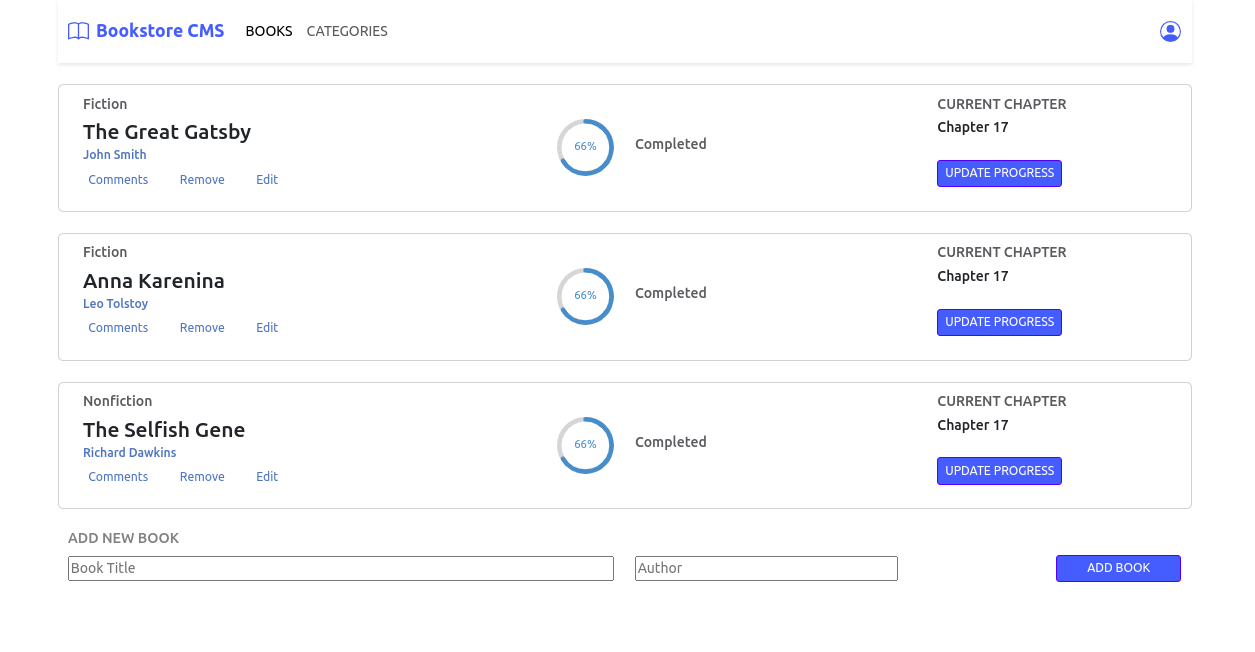 Bookstore CMS BOOKS CATEGORIES
Fiction
The Great Gatsby
John Smith
Comments Remove Edit
66%
Completed
CURRENT CHAPTER
Chapter 17
UPDATE PROGRESS
Fiction
Anna Karenina
Leo Tolstoy
Comments Remove Edit
66%
Completed
CURRENT CHAPTER
Chapter 17
UPDATE PROGRESS
Nonfiction
The Selfish Gene
Richard Dawkins
Comments Remove Edit
66%
Completed
CURRENT CHAPTER
Chapter 17
UPDATE PROGRESS
ADD NEW BOOK
Book Title Author ADD BOOK